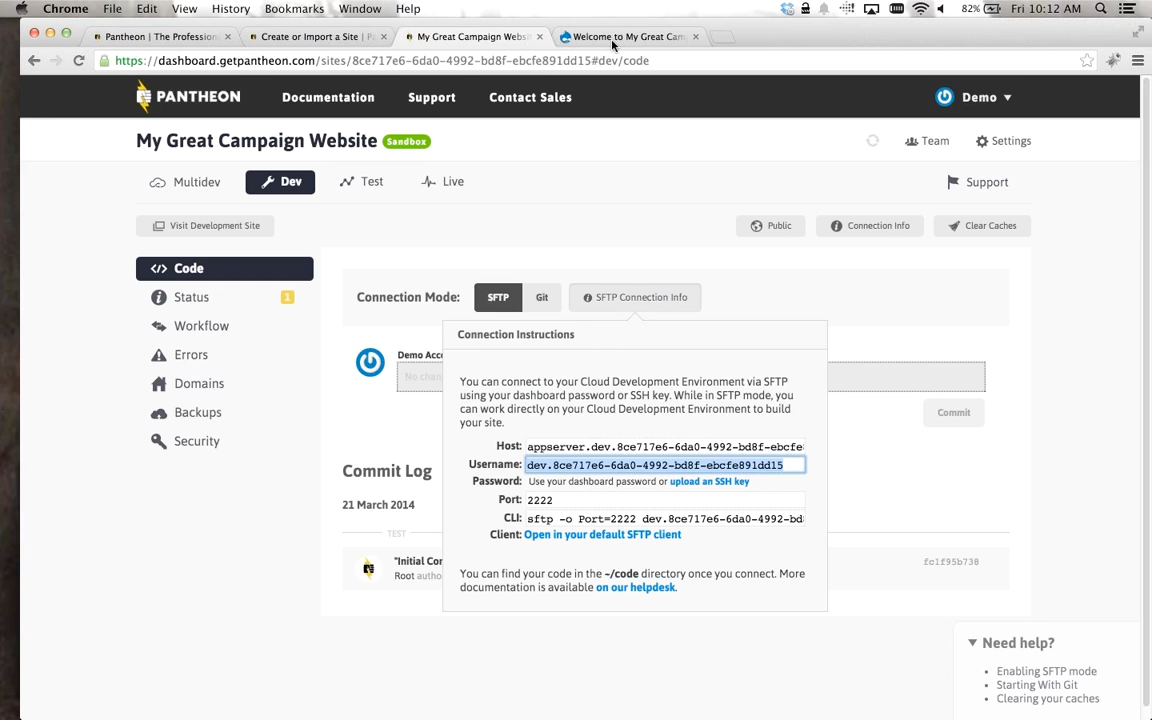 Chrome File Edit View History Bookmarks Window Help 82% Fri 10:12 AM
Pantheon | The Profession Create or Import a Site | P My Great Campaign Websi Welcome to My Great Cam
https://dashboard.getpantheon.com/sites/8ce717e6-6da0-4992-bd8f-ebcfe891dd15#dev/code
PANTHEON Documentation Support Contact Sales Demo
My Great Campaign Website Sandbox Team Settings
Multidev Dev Test Live Support
Visit Development Site Public Connection Info Clear Caches
Code
Status 1
Workflow
Errors
Domains
Backups
Security
Connection Mode: SFTP Git SFTP Connection Info
Connection Instructions
Demo Acc
No chan
You can connect to your Cloud Development Environment via SFTP
using your dashboard password or SSH key. While in SFTP mode, you
can work directly on your Cloud Development Environment to build
your site.
Host: appserver.dev.8ce717e6-6da0-4992-bd8f-ebcfe
Username: dev.8ce717e6-6da0-4992-bd8f-ebcfe891dd15
Password: Use your dashboard password or upload an SSH key
Port: 2222
CLI: sftp -o Port=2222 dev.8ce717e6-6da0-4992-bd
Client: Open in your default SFTP client
You can find your code in the ~/code directory once you connect. More
documentation is available on our helpdesk.
Commit
Commit Log
21 March 2014
TEST
"Initial Con
Root autho
fc1f95b738
Need help?
Enabling SFTP mode
Starting With Git
Clearing your caches